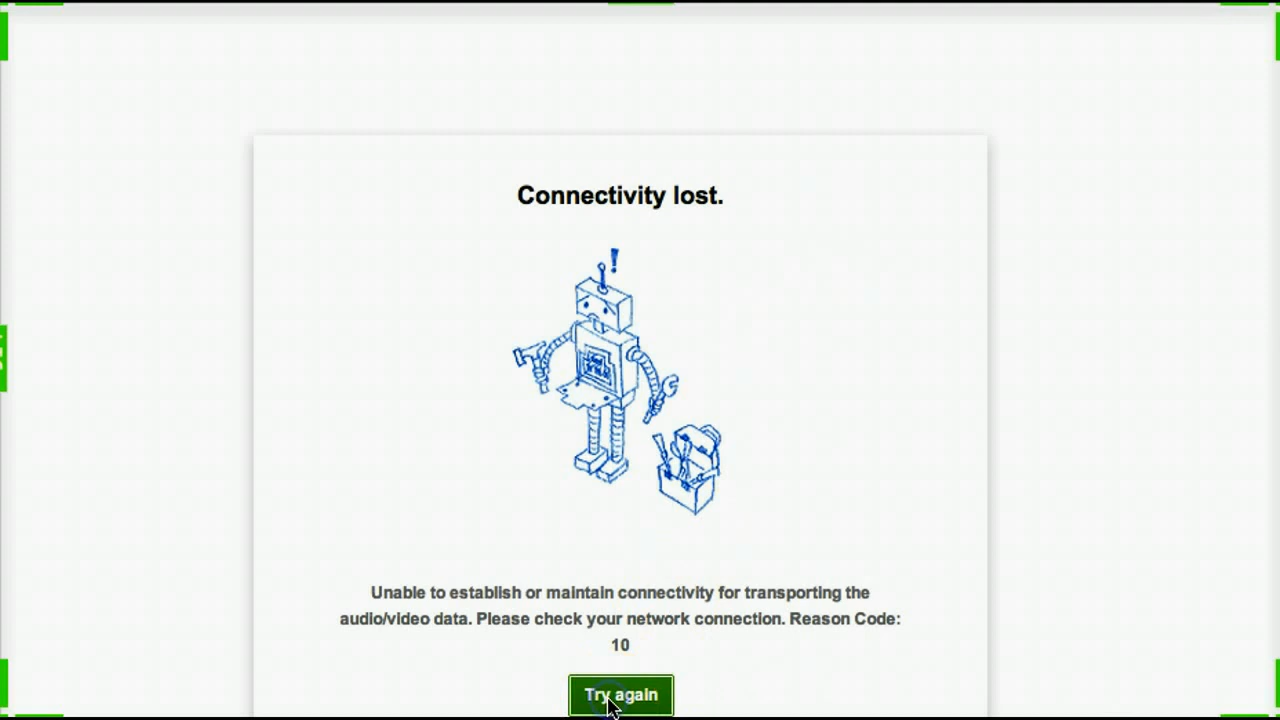 Connectivity lost.
!
Unable to establish or maintain connectivity for transporting the
audio/video data. Please check your network connection. Reason Code:
10
Try again